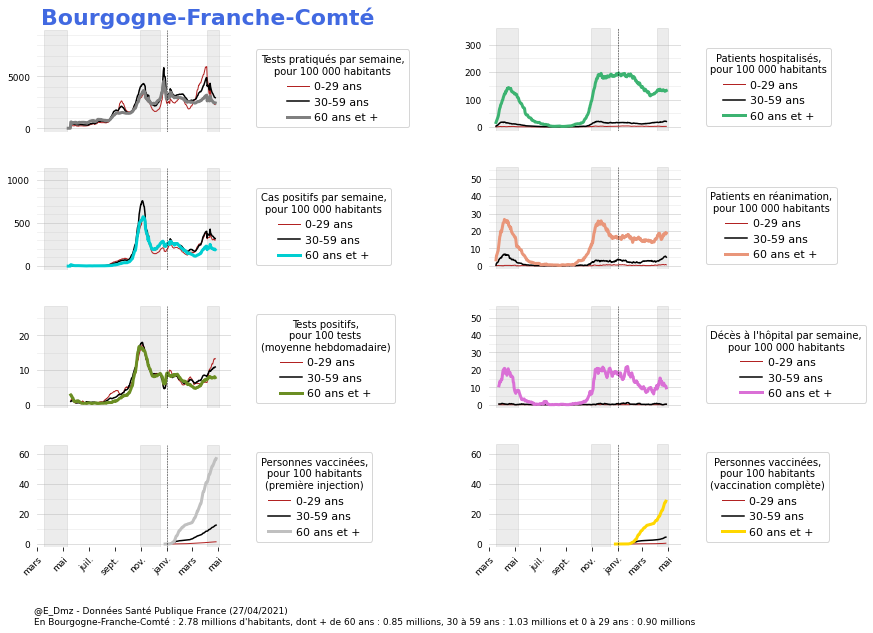 Bourgogne-Franche-Comté
5000
0
Tests pratiqués par semaine,
pour 100 000 habitants
0-29 ans
30-59 ans
60 ans et +
300
200
100
0
Patients hospitalisés,
pour 100 000 habitants
0-29 ans
30-59 ans
60 ans et +
1000
500
0
Cas positifs par semaine,
pour 100 000 habitants
0-29 ans
30-59 ans
60 ans et +
50
40
30
20
10
0
Patients en réanimation,
pour 100 000 habitants
0-29 ans
30-59 ans
60 ans et +
20
10
0
Tests positifs,
pour 100 tests
(moyenne hebdomadaire)
0-29 ans
30-59 ans
60 ans et +
50
40
30
20
10
0
Décès à l'hôpital par semaine,
pour 100 000 habitants
0-29 ans
30-59 ans
60 ans et +
60
40
20
0
mars
mai
juil.
sept.
nov.
janv.
mars
mai
Personnes vaccinées,
pour 100 habitants
(première injection)
0-29 ans
30-59 ans
60 ans et +
60
40
20
0
mars
mai
juil.
sept.
nov.
janv.
mars
mai
Personnes vaccinées,
pour 100 habitants
(vaccination complète)
0-29 ans
30-59 ans
60 ans et +
@E_Dmz - Données Santé Publique France (27/04/2021)
En Bourgogne-Franche-Comté : 2.78 millions d'habitants, dont + de 60 ans : 0.85 millions, 30 à 59 ans : 1.03 millions et 0 à 29 ans : 0.90 millions